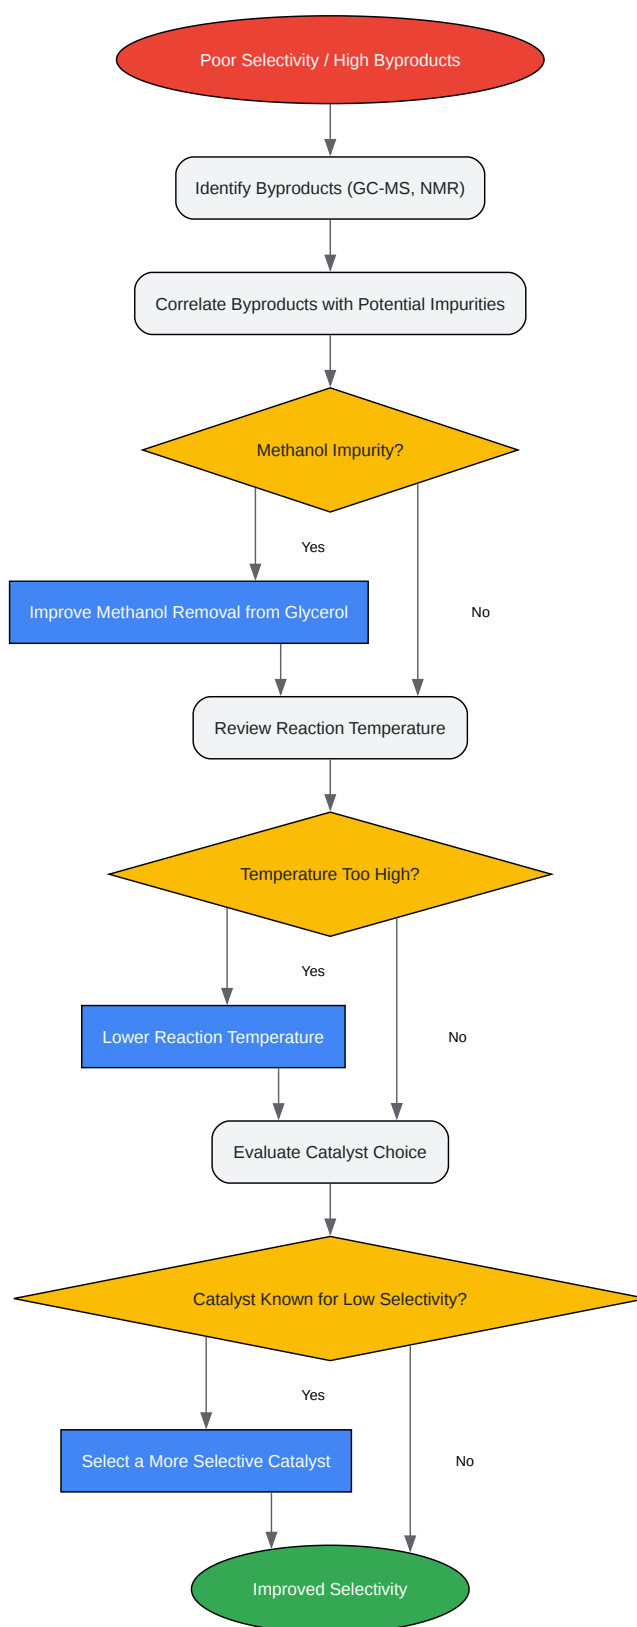 Poor Selectivity / High Byproducts
Identify Byproducts (GC-MS, NMR)
Correlate Byproducts with Potential Impurities
Methanol Impurity?
Yes
Improve Methanol Removal from Glycerol
No
Review Reaction Temperature
Temperature Too High?
Yes
Lower Reaction Temperature
No
Evaluate Catalyst Choice
Catalyst Known for Low Selectivity?
Yes
Select a More Selective Catalyst
No
Improved Selectivity